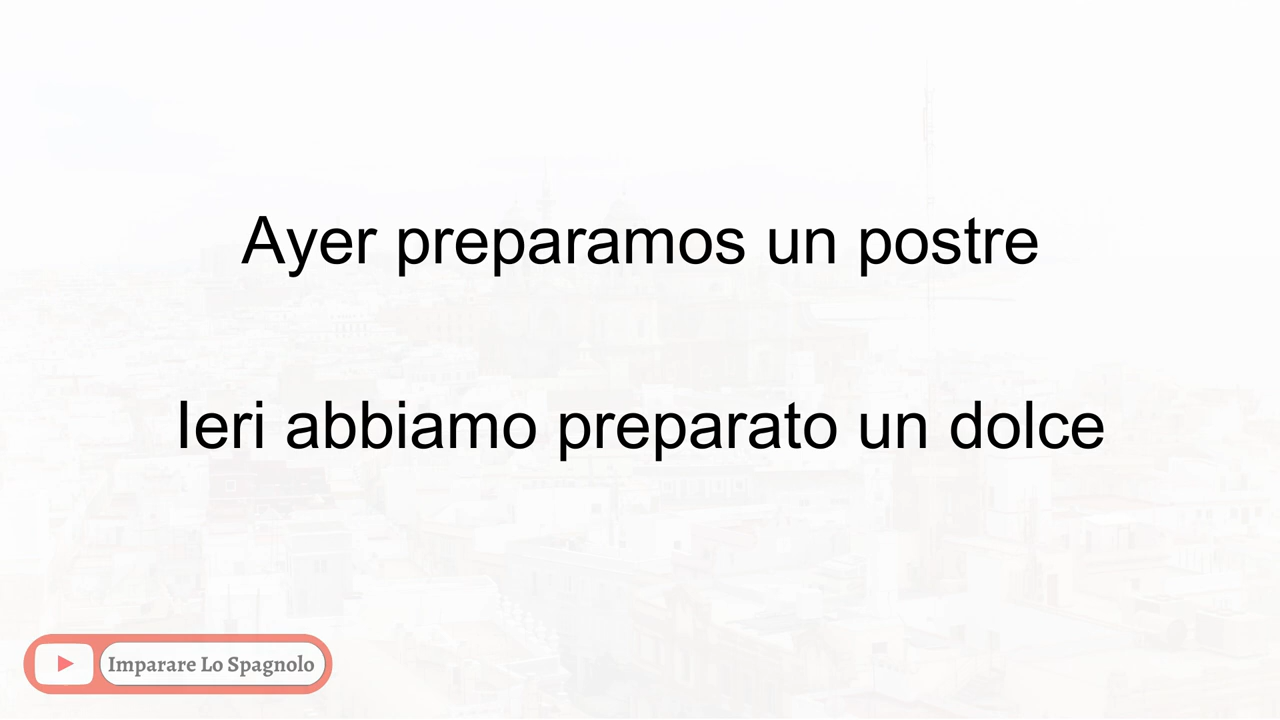 Ayer preparamos un postre
Ieri abbiamo preparato un dolce
Imparare Lo Spagnolo